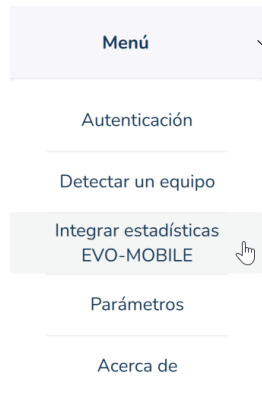 Menú
Autenticación
Detectar un equipo
Integrar estadísticas
EVO-MOBILE
Parámetros
Acerca de